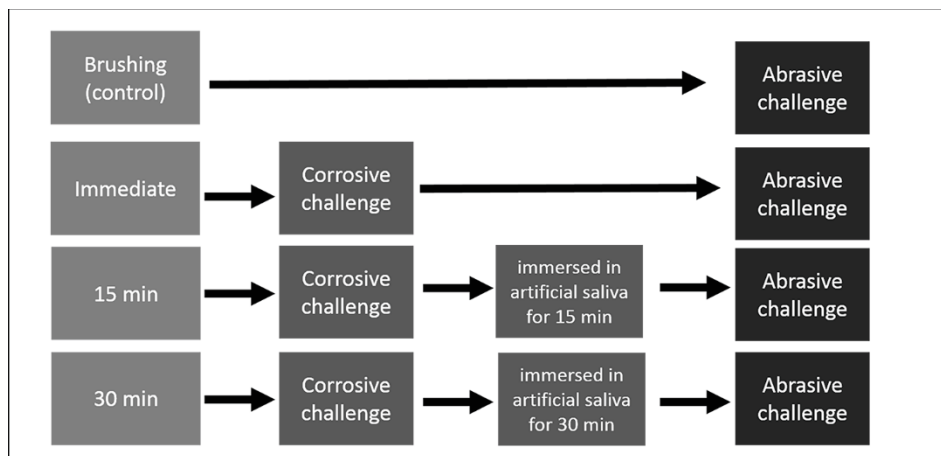 Brushing
(control)
Abrasive
challenge
Immediate
Corrosive
challenge
Abrasive
challenge
15 min
Corrosive
challenge
immersed in
artificial saliva
for 15 min
Abrasive
challenge
30 min
Corrosive
challenge
immersed in
artificial saliva
for 30 min
Abrasive
challenge